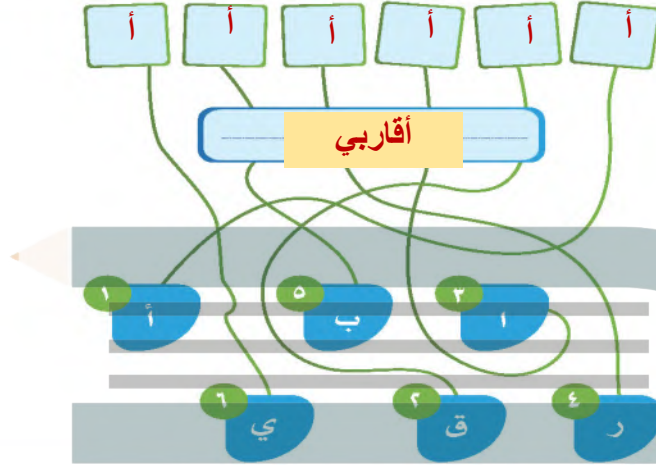 أ أ أ أ أ أ
أقاربي
٣ ٥ ١
ا ب أ
٤ ٢ ٦
ر ق ي